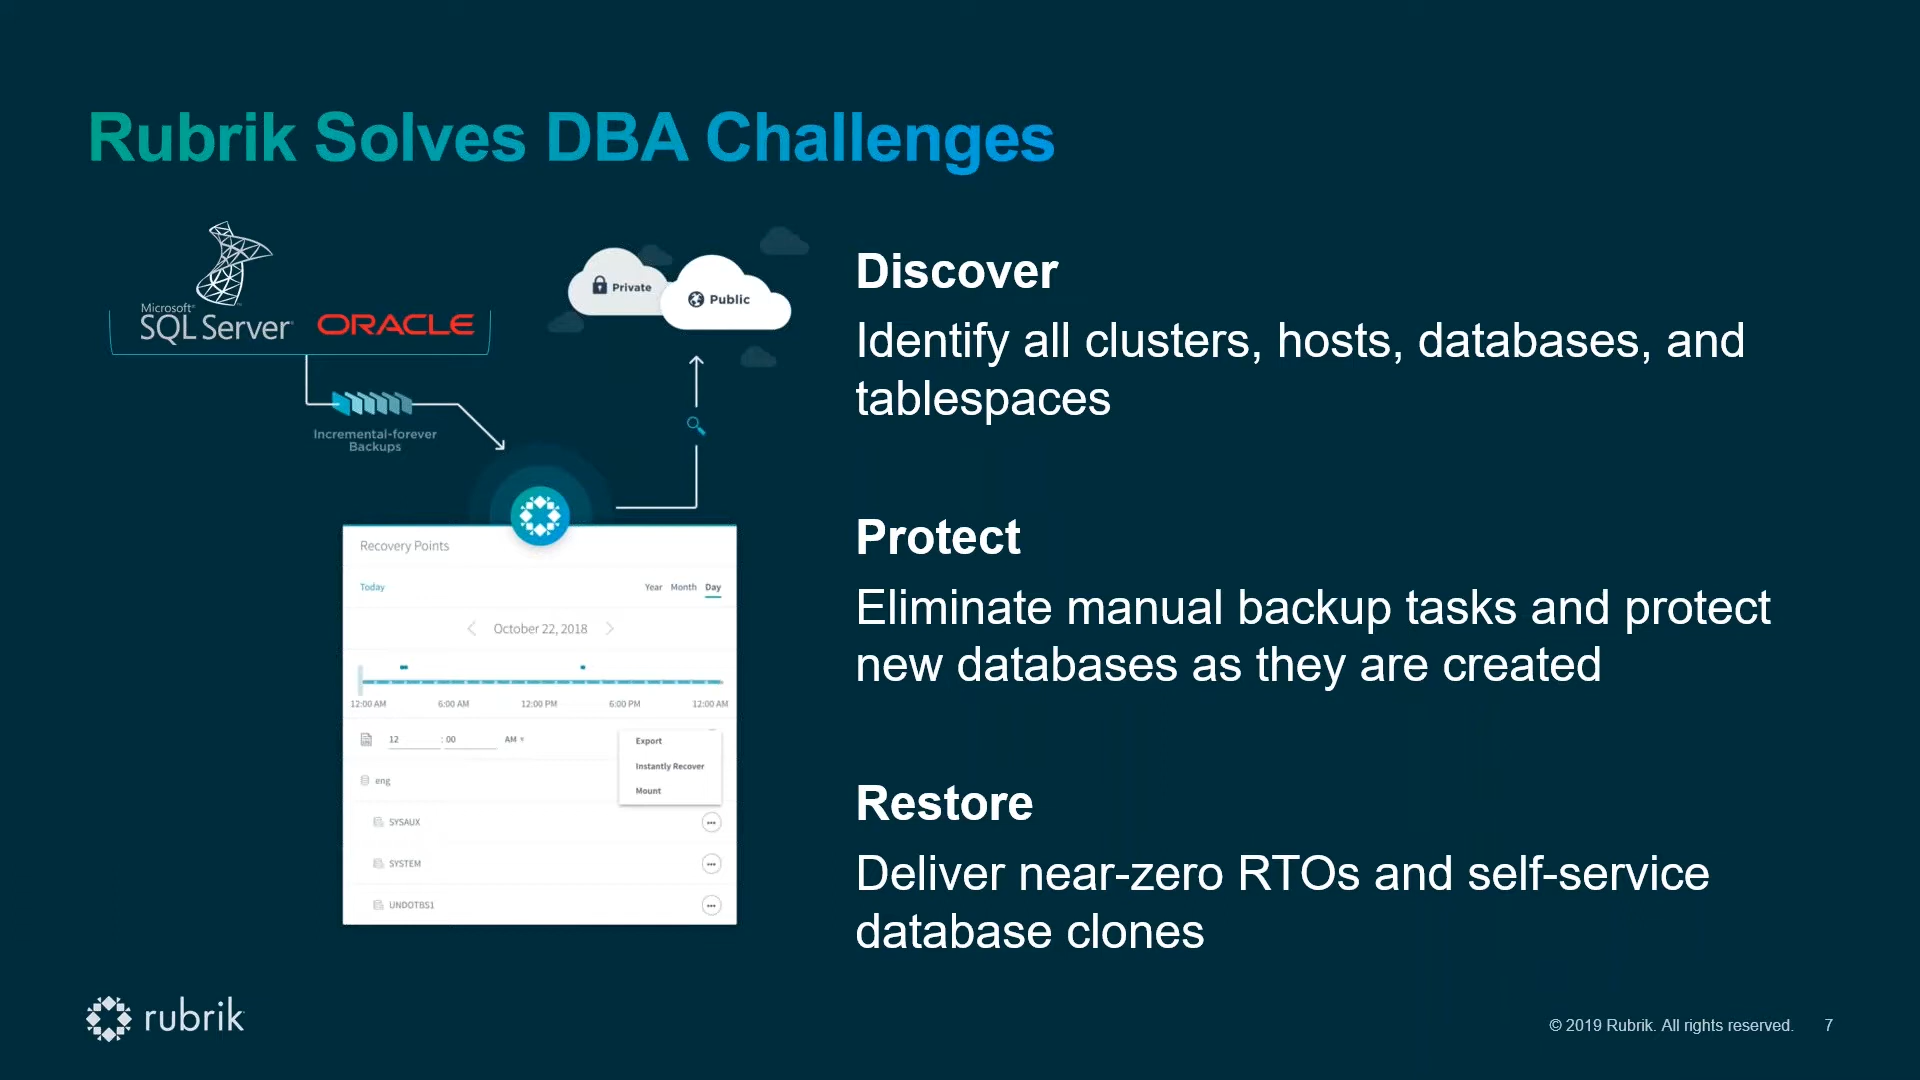 Rubrik Solves DBA Challenges
Microsoft®
SQL Server®
ORACLE
Incremental-forever
Backups
Private
Public
Recovery Points
Today
Year Month Day
October 22, 2018
12:00 AM 6:00 AM 12:00 PM 6:00 PM 12:00 AM
12 : 00 AM
Export
Instantly Recover
Mount
eng
SYSAUX
SYSTEM
UNDOTBS1
Discover
Identify all clusters, hosts, databases, and
tablespaces
Protect
Eliminate manual backup tasks and protect
new databases as they are created
Restore
Deliver near-zero RTOs and self-service
database clones
rubrik
© 2019 Rubrik. All rights reserved. 7